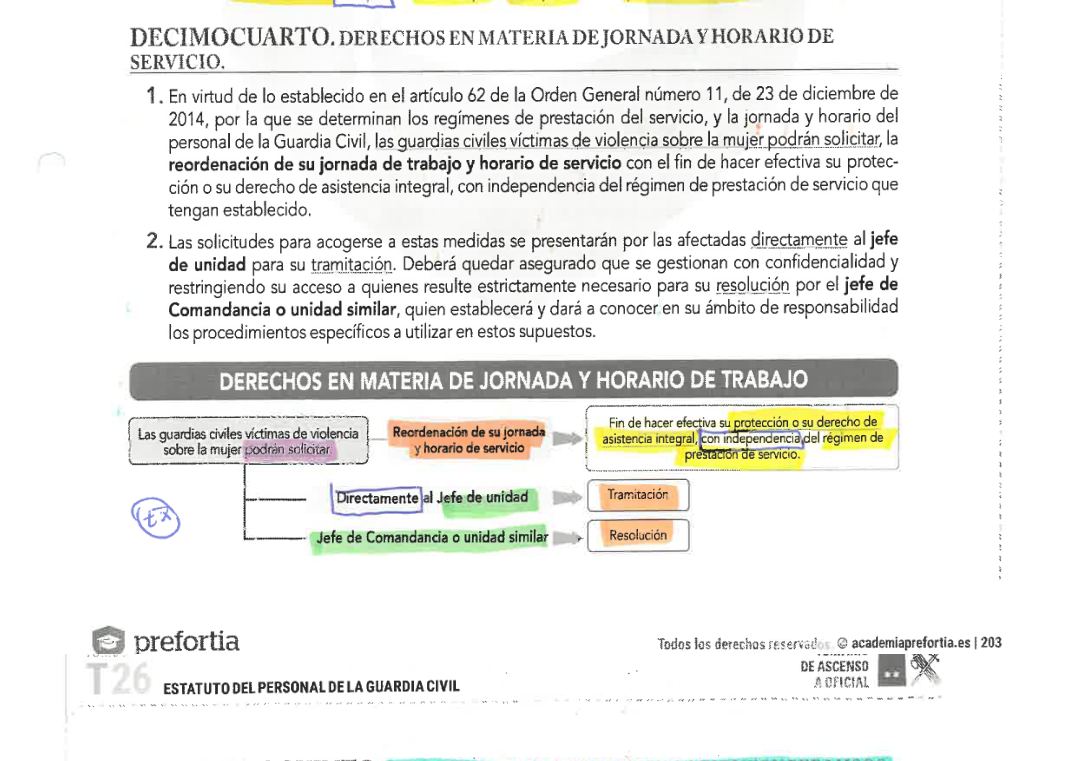 DECIMOCUARTO. DERECHOS EN MATERIA DE JORNADA Y HORARIO DE
SERVICIO.
1. En virtud de lo establecido en el artículo 62 de la Orden General número 11, de 23 de diciembre de
2014, por la que se determinan los regímenes de prestación del servicio, y la jornada y horario del
personal de la Guardia Civil, las guardias civiles víctimas de violencia sobre la mujer podrán solicitar, la
reordenación de su jornada de trabajo y horario de servicio con el fin de hacer efectiva su protec-
ción o su derecho de asistencia integral, con independencia del régimen de prestación de servicio que
tengan establecido.
2. Las solicitudes para acogerse a estas medidas se presentarán por las afectadas directamente al jefe
de unidad para su tramitación. Deberá quedar asegurado que se gestionan con confidencialidad y
restringiendo su acceso a quienes resulte estrictamente necesario para su resolución por el jefe de
Comandancia o unidad similar, quien establecerá y dará a conocer en su ámbito de responsabilidad
los procedimientos específicos a utilizar en estos supuestos.
DERECHOS EN MATERIA DE JORNADA Y HORARIO DE TRABAJO
Las guardias civiles víctimas de violencia
sobre la mujer podrán solicitar.
Reordenación de su jornada
y horario de servicio
Fin de hacer efectiva su protección o su derecho de
asistencia integral, con independencia del régimen de
prestación de servicio.
Directamente al Jefe de unidad
Tramitación
Jefe de Comandancia o unidad similar
Resolución
prefortia
Todos los derechos reservados. © academiaprefortia.es | 203
T26 ESTATUTO DEL PERSONAL DE LA GUARDIA CIVIL
DE ASCENSO
A OFICIAL